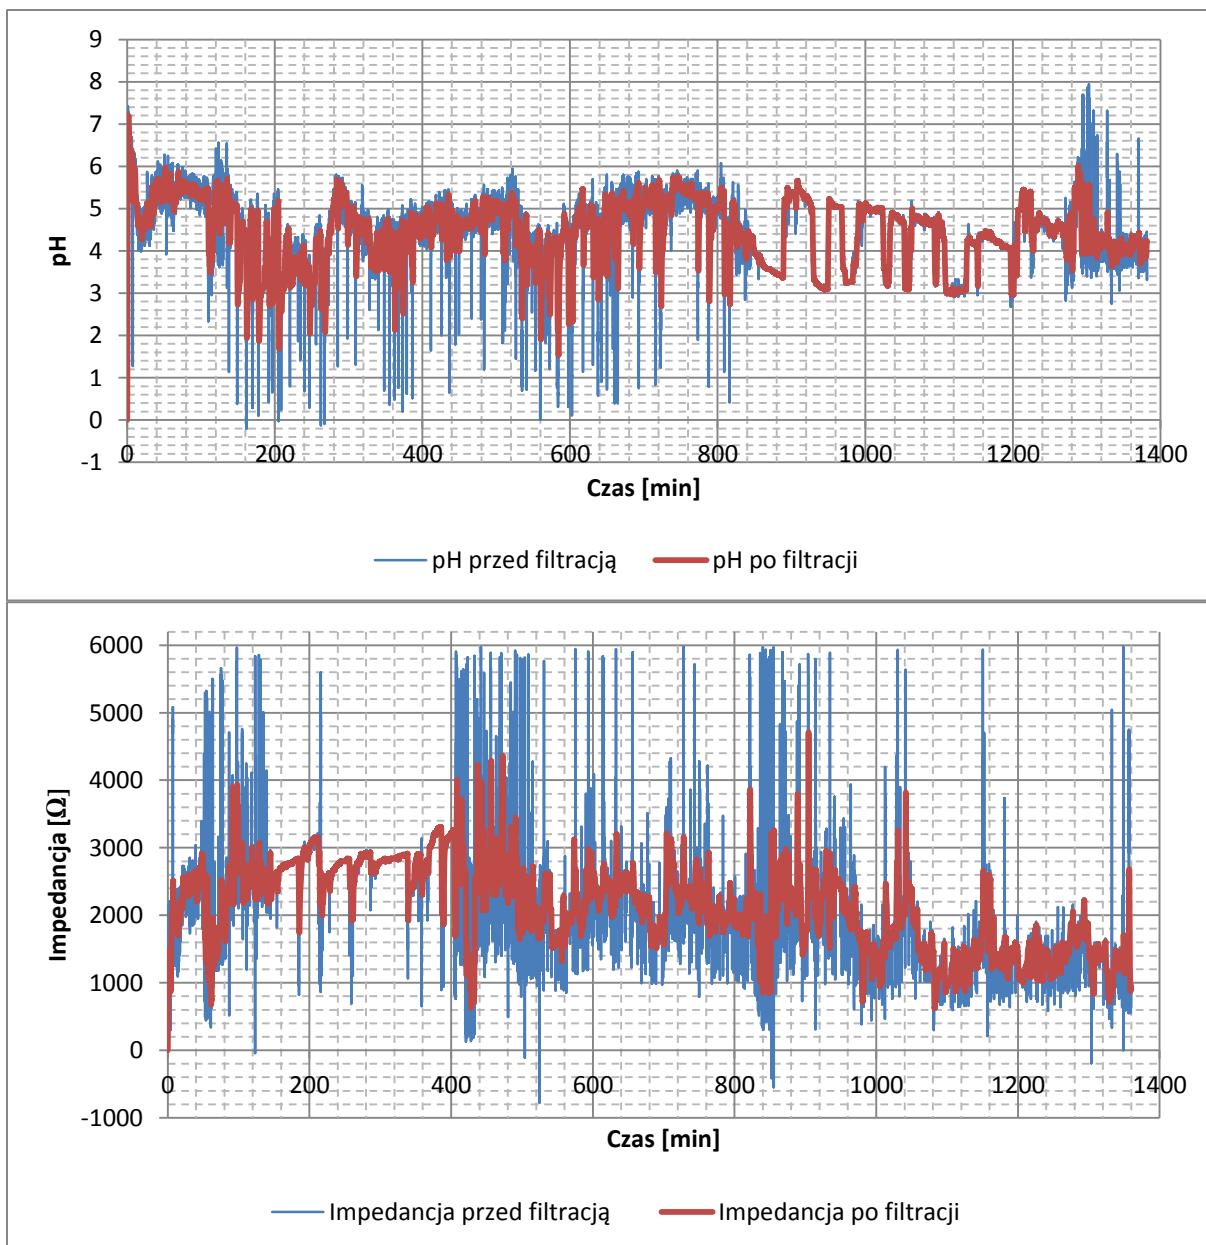 9
8
7
6
5
4
3
2
1
0
-1
pH
0 200 400 600 800 1000 1200 1400
Czas [min]
pH przed filtracją pH po filtracji
6000
5000
4000
3000
2000
1000
0
-1000
Impedancja [Ω]
0 200 400 600 800 1000 1200 1400
Czas [min]
Impedancja przed filtracją Impedancja po filtracji